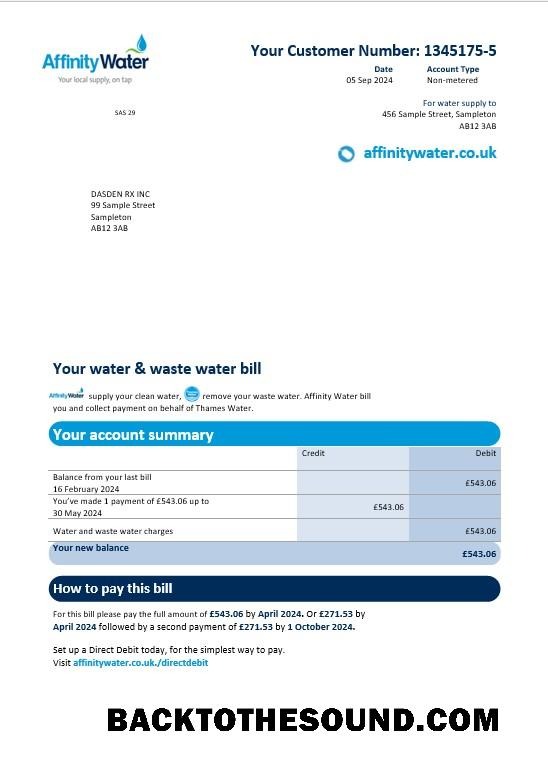 AffinityWater
Your local supply, on tap
SAS 29
Your Customer Number: 1345175-5
Date Account Type
05 Sep 2024 Non-metered
For water supply to
456 Sample Street, Sampleton
AB12 3AB
affinitywater.co.uk
DASDEN RX INC
99 Sample Street
Sampleton
AB12 3AB
Your water & waste water bill
AffinityWater supply your clean water, remove your waste water. Affinity Water bill
you and collect payment on behalf of Thames Water.
Your account summary
Credit Debit
Balance from your last bill
16 February 2024 £543.06
You've made 1 payment of £543.06 up to
30 May 2024 £543.06
Water and waste water charges £543.06
Your new balance £543.06
How to pay this bill
For this bill please pay the full amount of £543.06 by April 2024. Or £271.53 by
April 2024 followed by a second payment of £271.53 by 1 October 2024.
Set up a Direct Debit today, for the simplest way to pay.
Visit affinitywater.co.uk./directdebit
BACKTOTHESOUND.COM